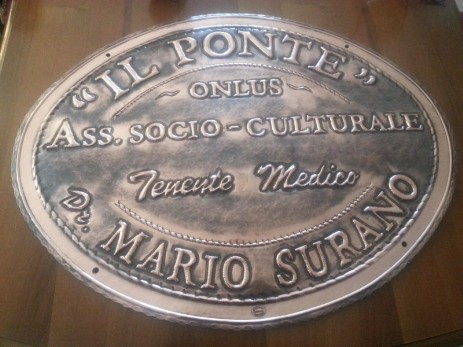 "IL PONTE"
~ ONLUS ~
ASS. SOCIO-CULTURALE
Tenente Medico
Dr. MARIO SURANO